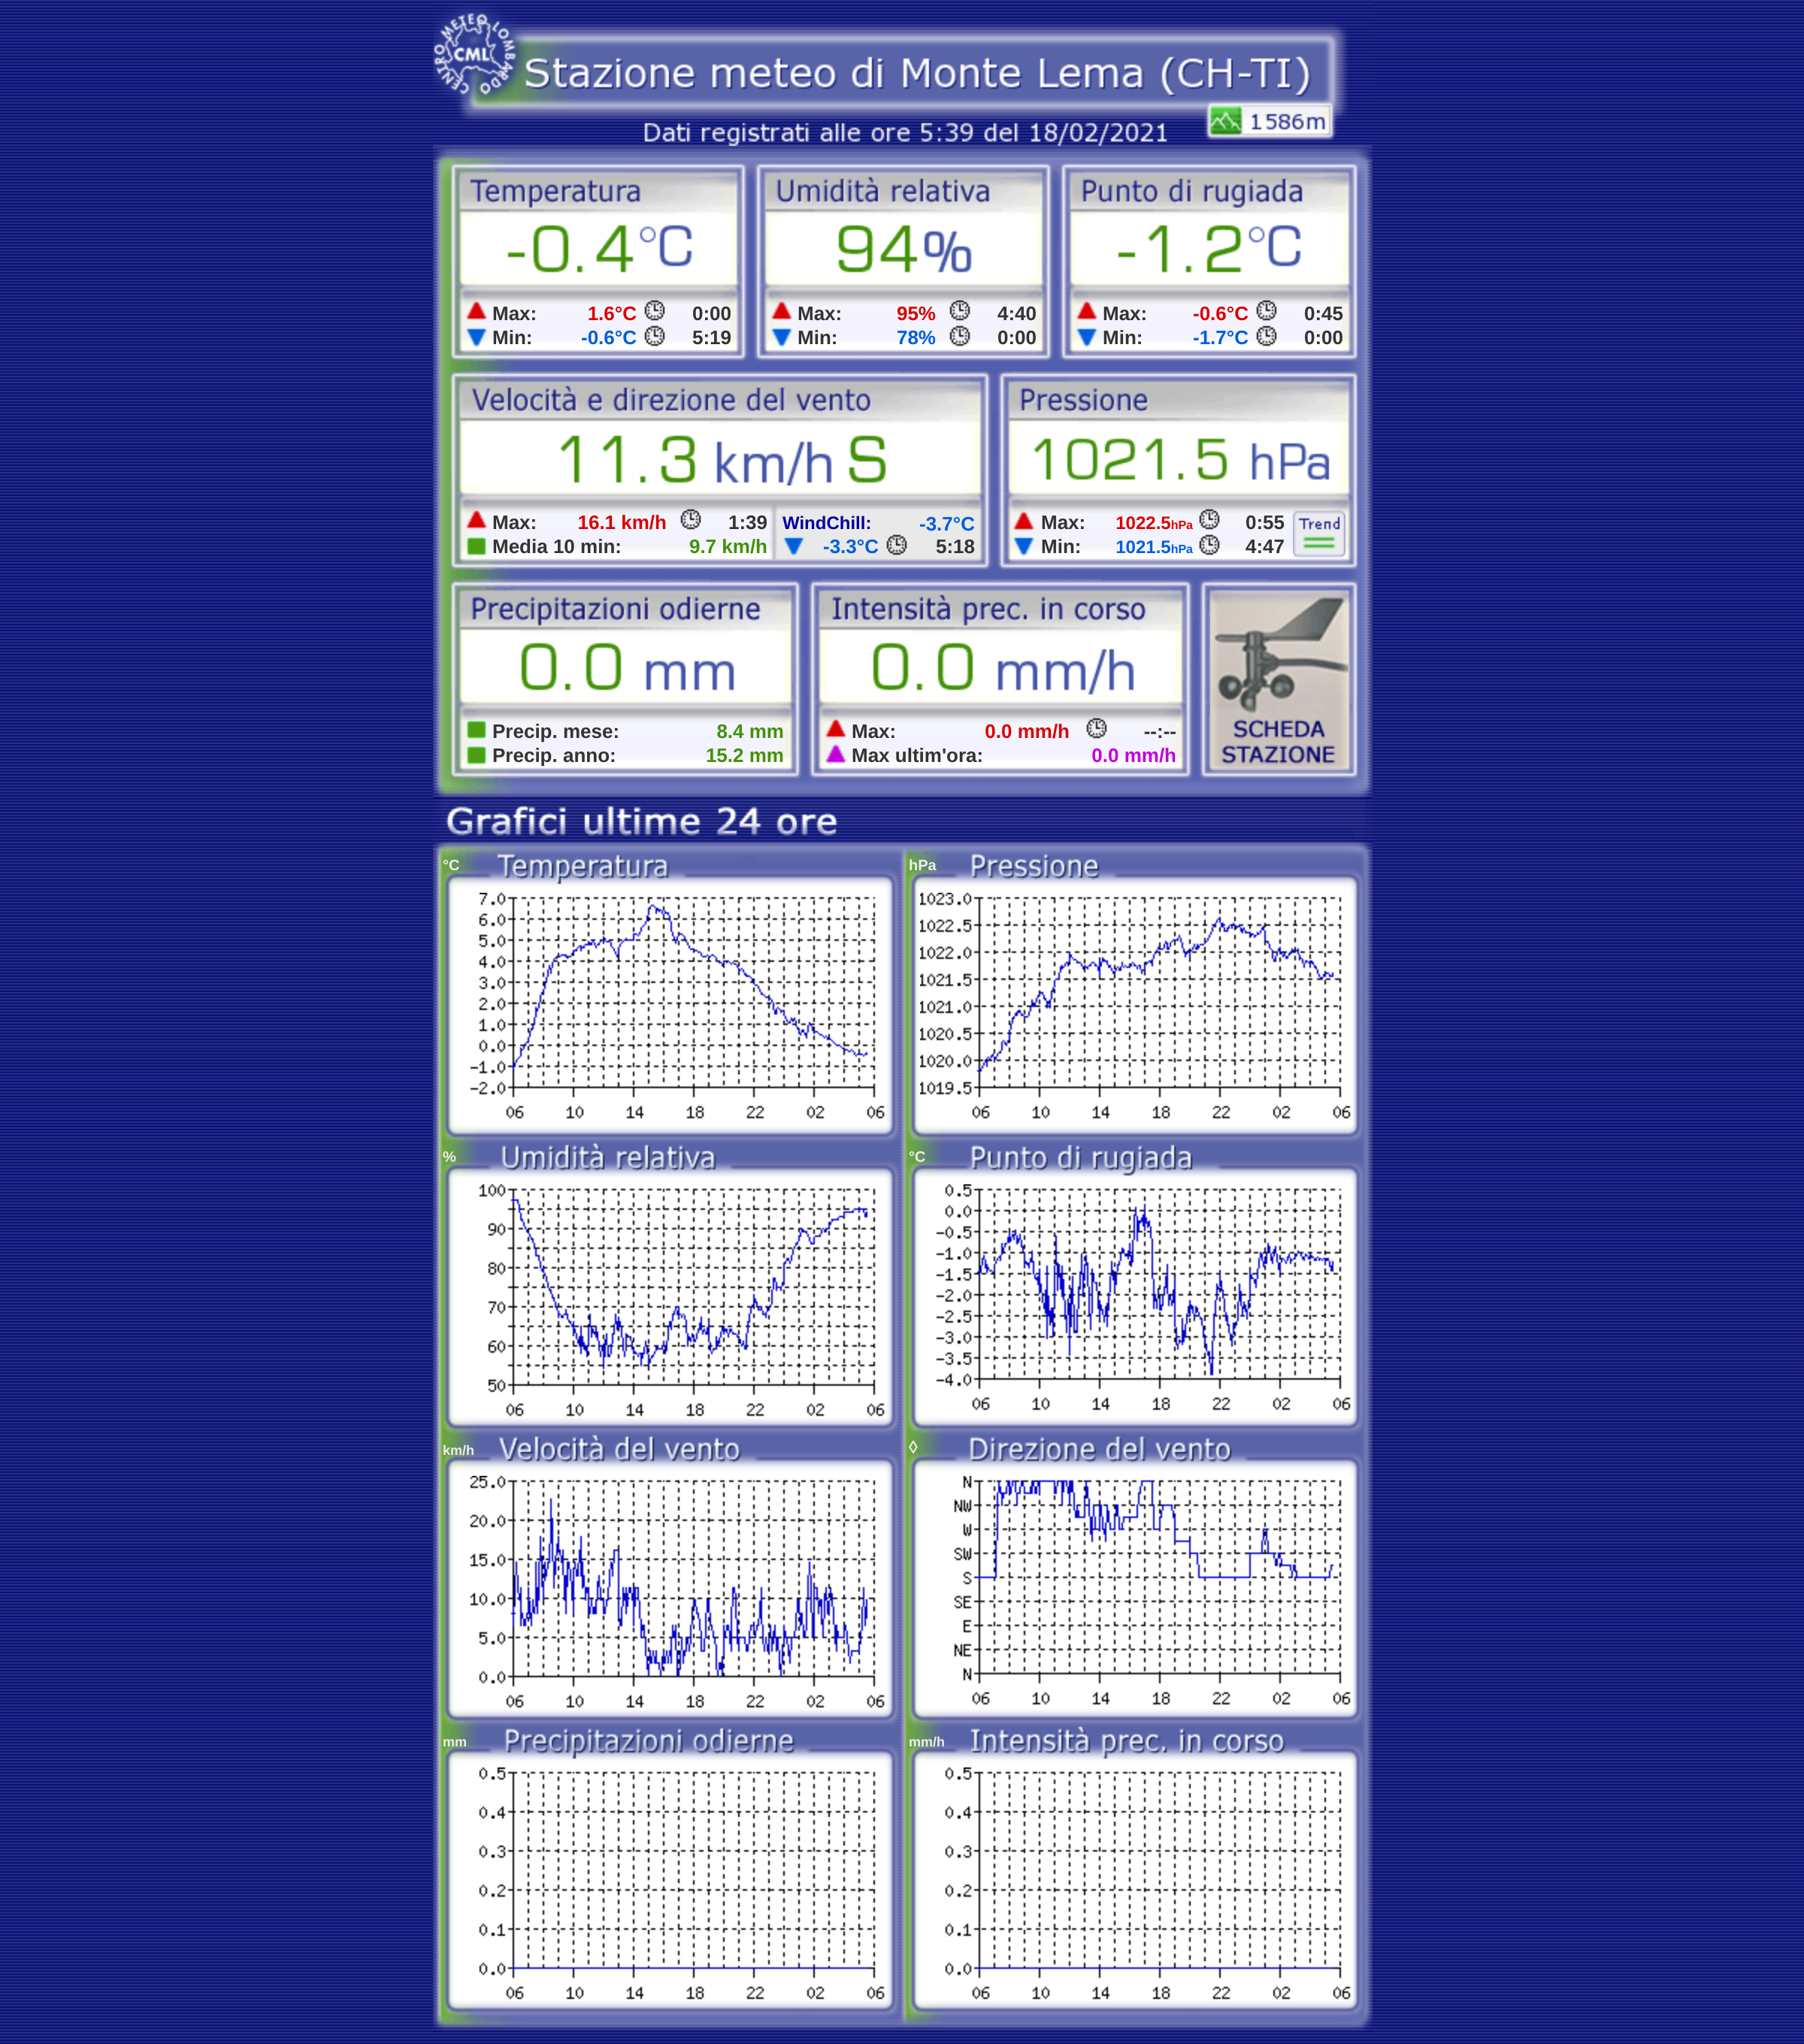 CENTRO METEO LOMBARDO
CML
Stazione meteo di Monte Lema (CH-TI)
1586m
Dati registrati alle ore 5:39 del 18/02/2021
Temperatura
-0.4°C
Max: 1.6°C 0:00
Min: -0.6°C 5:19
Umidità relativa
94%
Max: 95% 4:40
Min: 78% 0:00
Punto di rugiada
-1.2°C
Max: -0.6°C 0:45
Min: -1.7°C 0:00
Velocità e direzione del vento
11.3 km/h S
Max: 16.1 km/h 1:39
Media 10 min: 9.7 km/h
WindChill: -3.7°C
-3.3°C 5:18
Pressione
1021.5 hPa
Max: 1022.5hPa 0:55
Min: 1021.5hPa 4:47
Trend
Precipitazioni odierne
0.0 mm
Precip. mese: 8.4 mm
Precip. anno: 15.2 mm
Intensità prec. in corso
0.0 mm/h
Max: 0.0 mm/h --:--
Max ultim'ora: 0.0 mm/h
SCHEDA
STAZIONE
Grafici ultime 24 ore
°C Temperatura
7.0
6.0
5.0
4.0
3.0
2.0
1.0
0.0
-1.0
-2.0
06 10 14 18 22 02 06
hPa Pressione
1023.0
1022.5
1022.0
1021.5
1021.0
1020.5
1020.0
1019.5
06 10 14 18 22 02 06
% Umidità relativa
100
90
80
70
60
50
06 10 14 18 22 02 06
°C Punto di rugiada
0.5
0.0
-0.5
-1.0
-1.5
-2.0
-2.5
-3.0
-3.5
-4.0
06 10 14 18 22 02 06
km/h Velocità del vento
25.0
20.0
15.0
10.0
5.0
0.0
06 10 14 18 22 02 06
◊ Direzione del vento
N
NW
W
SW
S
SE
E
NE
N
06 10 14 18 22 02 06
mm Precipitazioni odierne
0.5
0.4
0.3
0.2
0.1
0.0
06 10 14 18 22 02 06
mm/h Intensità prec. in corso
0.5
0.4
0.3
0.2
0.1
0.0
06 10 14 18 22 02 06